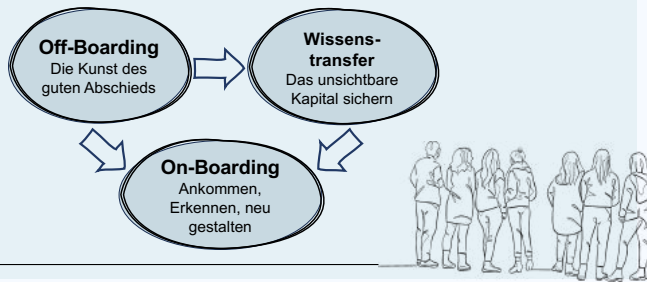 Off-Boarding
Die Kunst des
guten Abschieds
Wissens-
transfer
Das unsichtbare
Kapital sichern
On-Boarding
Ankommen,
Erkennen, neu
gestalten